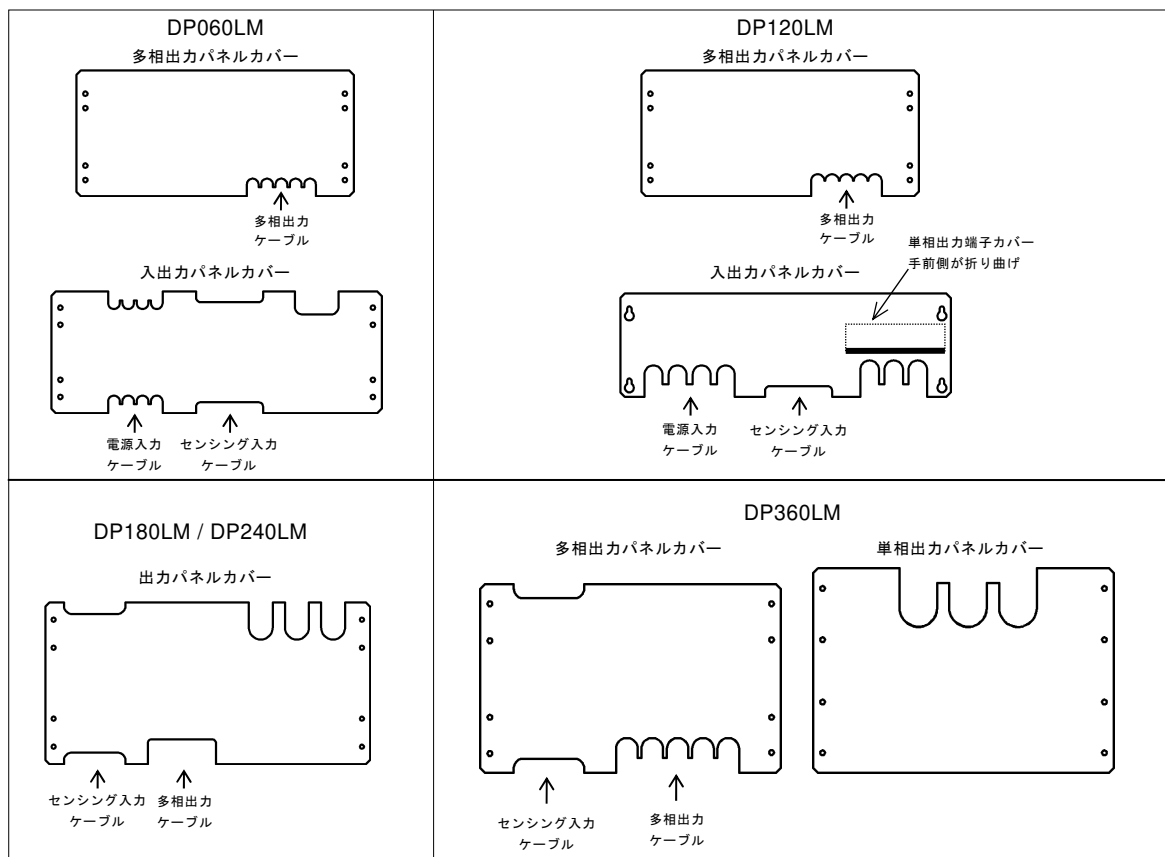 DP060LM
多相出力パネルカバー
多相出力
ケーブル
入出力パネルカバー
電源入力
ケーブル
センシング入力
ケーブル
DP120LM
多相出力パネルカバー
多相出力
ケーブル
単相出力端子カバー
手前側が折り曲げ
入出力パネルカバー
電源入力
ケーブル
センシング入力
ケーブル
DP180LM / DP240LM
出力パネルカバー
センシング入力
ケーブル
多相出力
ケーブル
DP360LM
多相出力パネルカバー
センシング入力
ケーブル
多相出力
ケーブル
単相出力パネルカバー